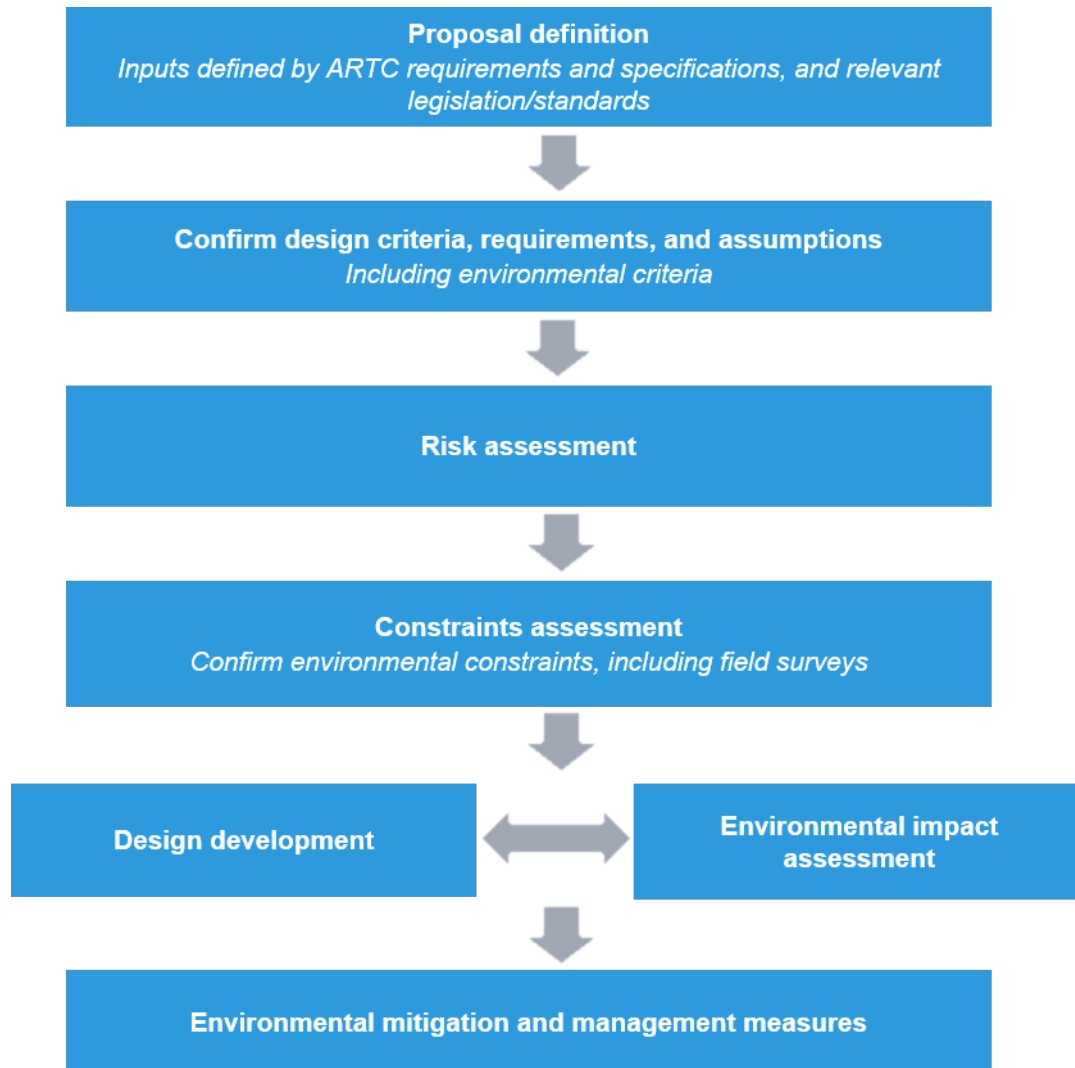 Proposal definition
Inputs defined by ARTC requirements and specifications, and relevant
legislation/standards
Confirm design criteria, requirements, and assumptions
Including environmental criteria
Risk assessment
Constraints assessment
Confirm environmental constraints, including field surveys
Design development
Environmental impact
assessment
Environmental mitigation and management measures